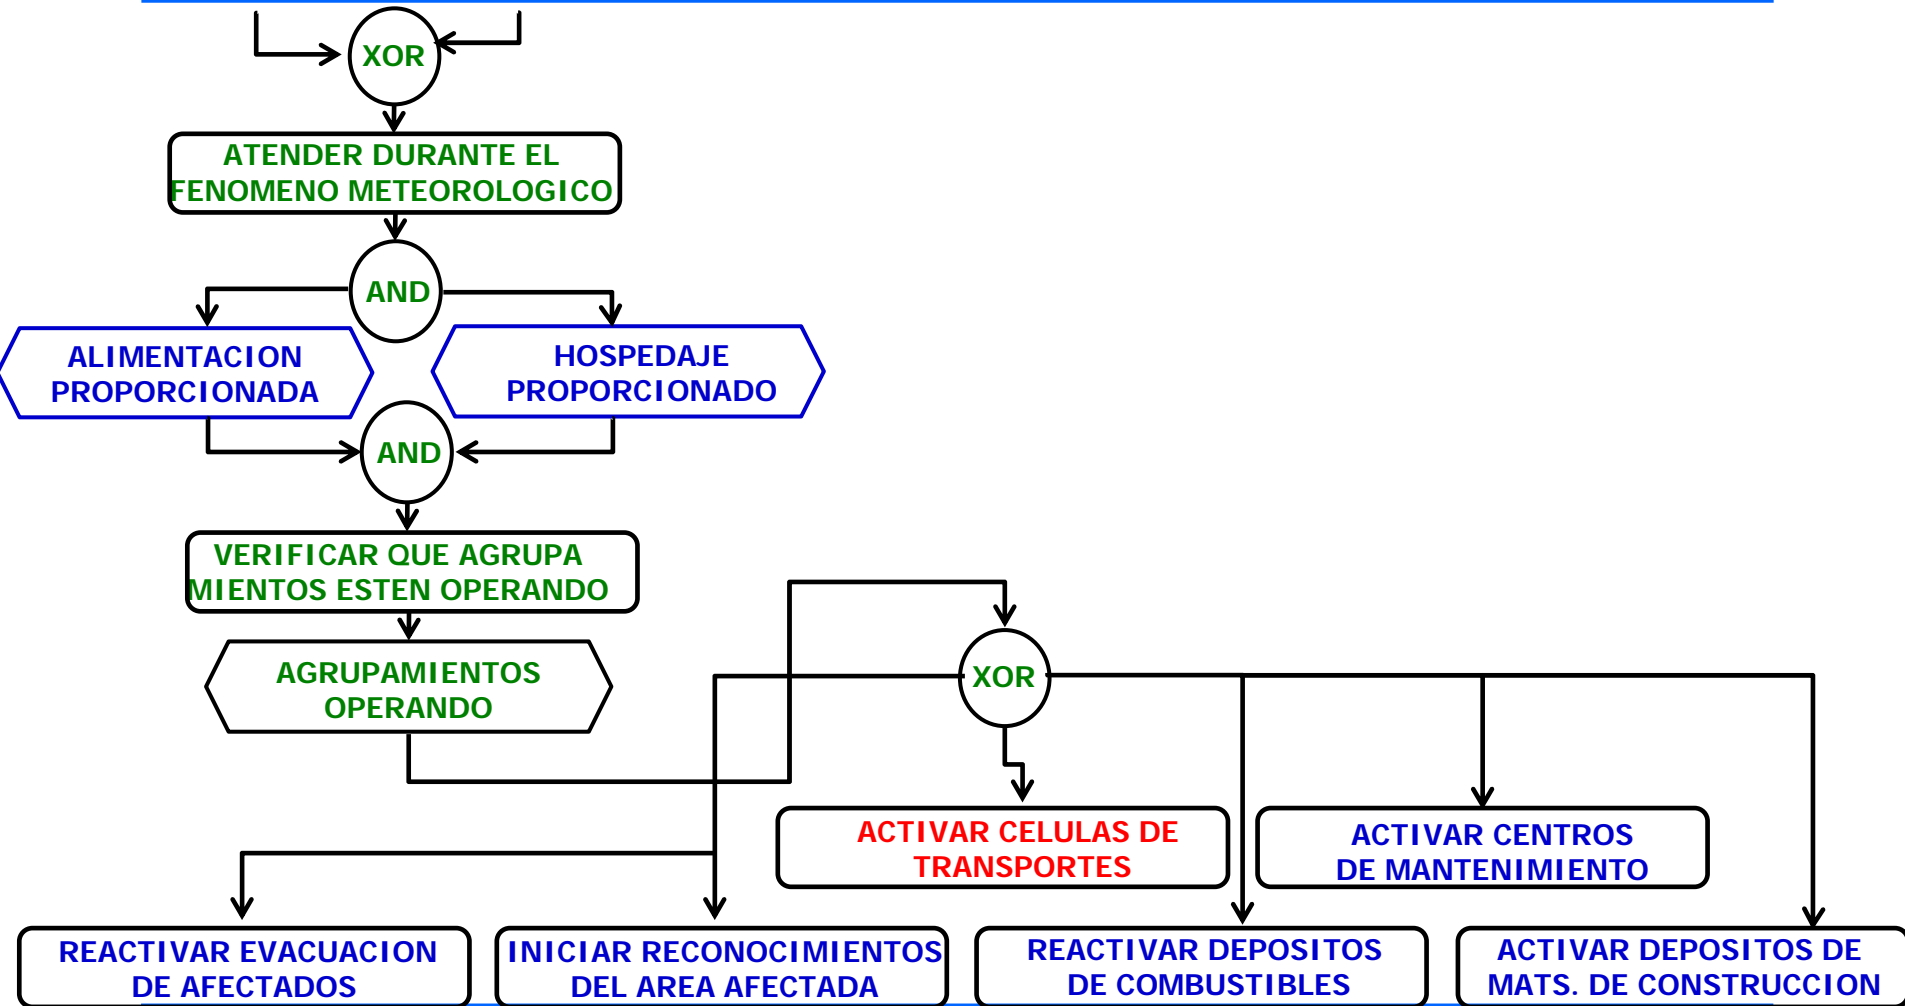 XOR
ATENDER DURANTE EL
FENOMENO METEOROLOGICO
AND
ALIMENTACION
PROPORCIONADA
HOSPEDAJE
PROPORCIONADO
AND
VERIFICAR QUE AGRUPA
MIENTOS ESTEN OPERANDO
AGRUPAMIENTOS
OPERANDO
XOR
ACTIVAR CELULAS DE
TRANSPORTES
ACTIVAR CENTROS
DE MANTENIMIENTO
REACTIVAR EVACUACION
DE AFECTADOS
INICIAR RECONOCIMIENTOS
DEL AREA AFECTADA
REACTIVAR DEPOSITOS
DE COMBUSTIBLES
ACTIVAR DEPOSITOS DE
MATS. DE CONSTRUCCION